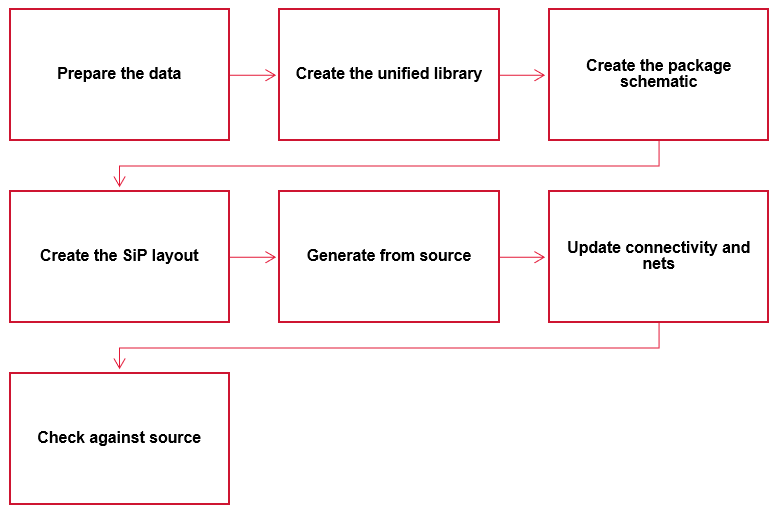 Prepare the data
Create the unified library
Create the package
schematic
Create the SiP layout
Generate from source
Update connectivity and
nets
Check against source